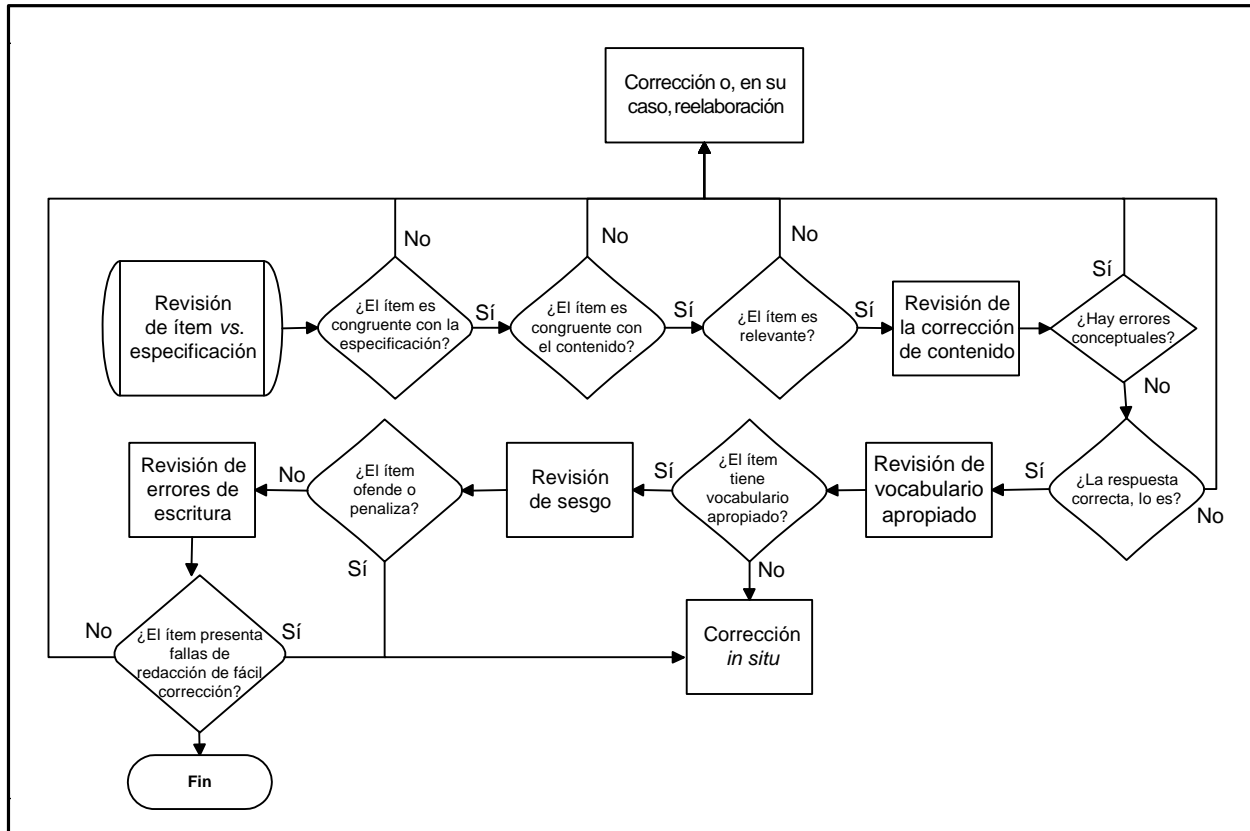 Corrección o, en su
caso, reelaboración
No
No
No
Sí
Revisión
de ítem vs.
especificación
¿El ítem es
congruente con la
especificación?
Sí
¿El ítem es
congruente con
el contenido?
Sí
¿El ítem es
relevante?
Sí
Revisión de
la corrección
de contenido
¿Hay errores
conceptuales?
No
Revisión de
errores de
escritura
No
¿El ítem
ofende o
penaliza?
Revisión
de sesgo
Sí
¿El ítem
tiene
vocabulario
apropiado?
Revisión de
vocabulario
apropiado
Sí
¿La respuesta
correcta, lo es?
No
Sí
No
No
¿El ítem presenta
fallas de
redacción de fácil
corrección?
Sí
Corrección
in situ
Fin